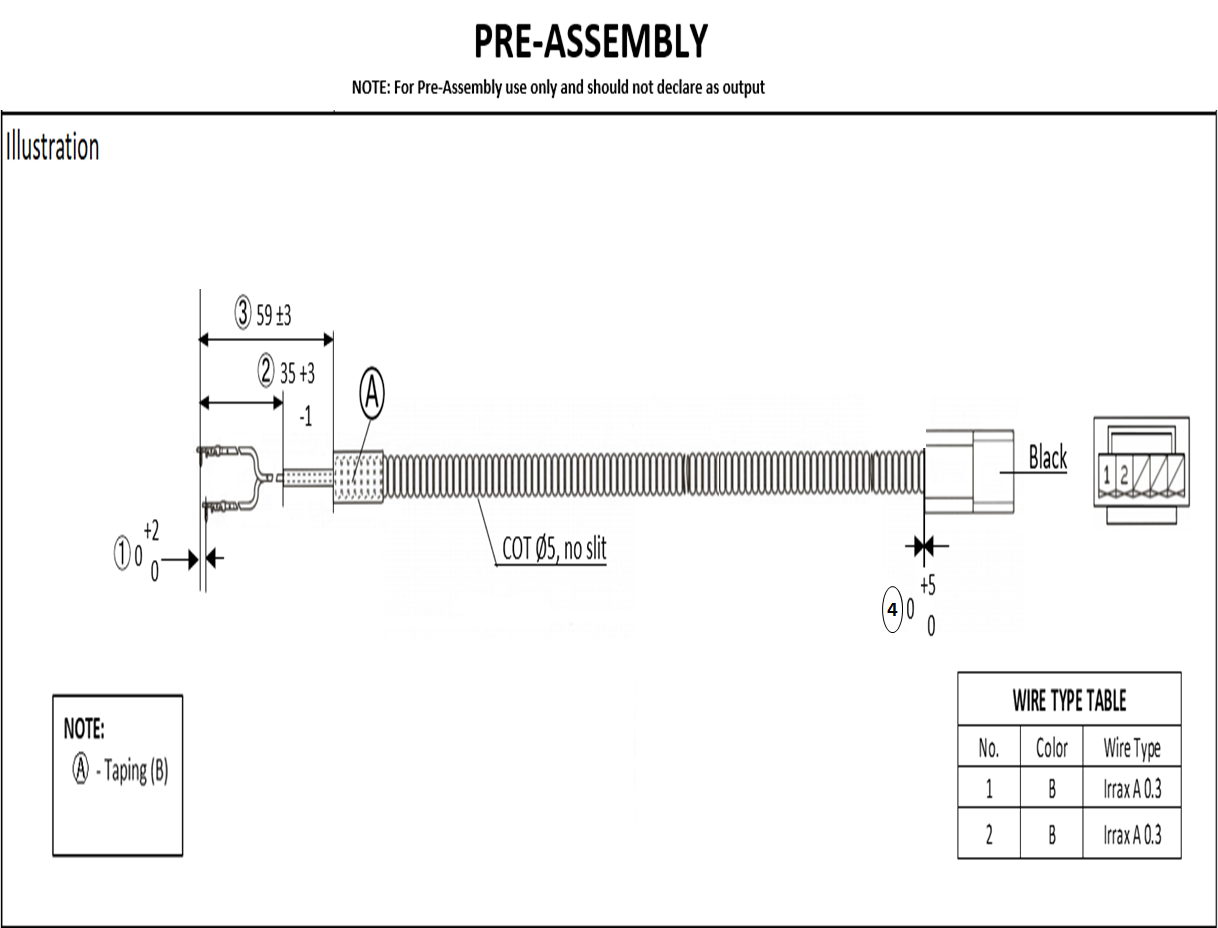 PRE-ASSEMBLY
NOTE: For Pre-Assembly use only and should not declare as output
Illustration
③ 59 ±3
② 35 +3
-1
A
Black
1 2
+2
① 0
0
COT Ø5, no slit
+5
④ 0
0
NOTE:
Ⓐ - Taping (B)
WIRE TYPE TABLE
No. Color Wire Type
1 B Irrax A 0.3
2 B Irrax A 0.3